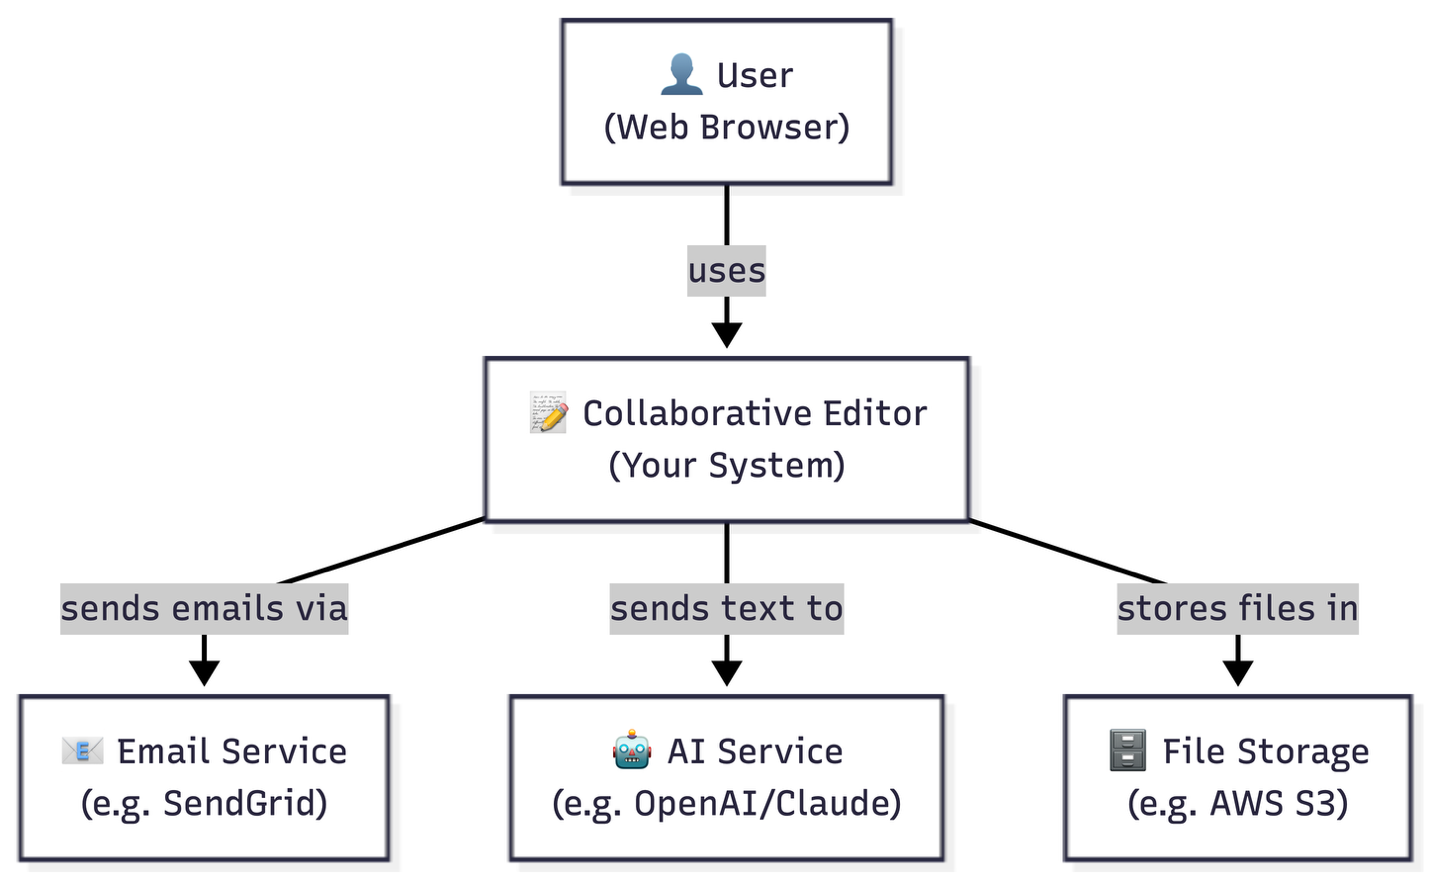 User
(Web Browser)
uses
Collaborative Editor
(Your System)
sends emails via
sends text to
stores files in
Email Service
(e.g. SendGrid)
AI Service
(e.g. OpenAI/Claude)
File Storage
(e.g. AWS S3)